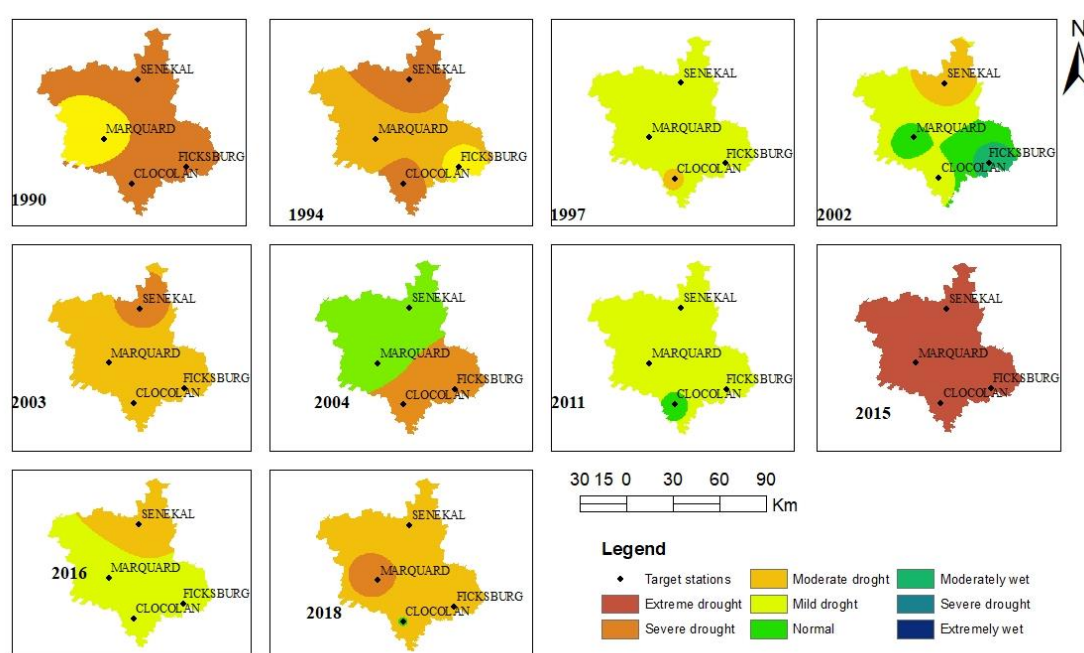 N
SENEKAL
MARQUARD
FICKSBURG
CLOCOLAN
1990
SENEKAL
MARQUARD
FICKSBURG
CLOCOLAN
1994
SENEKAL
MARQUARD
FICKSBURG
CLOCOLAN
1997
SENEKAL
MARQUARD
FICKSBURG
CLOCOLAN
2002
SENEKAL
MARQUARD
FICKSBURG
CLOCOLAN
2003
SENEKAL
MARQUARD
FICKSBURG
CLOCOLAN
2004
SENEKAL
MARQUARD
FICKSBURG
CLOCOLAN
2011
SENEKAL
MARQUARD
FICKSBURG
CLOCOLAN
2015
SENEKAL
MARQUARD
FICKSBURG
CLOCOLAN
2016
SENEKAL
MARQUARD
FICKSBURG
CLOCOLAN
2018
30 15 0 30 60 90
Km
Legend
Target stations
Extreme drought
Severe drought
Moderate droght
Mild droght
Normal
Moderately wet
Severe drought
Extremely wet